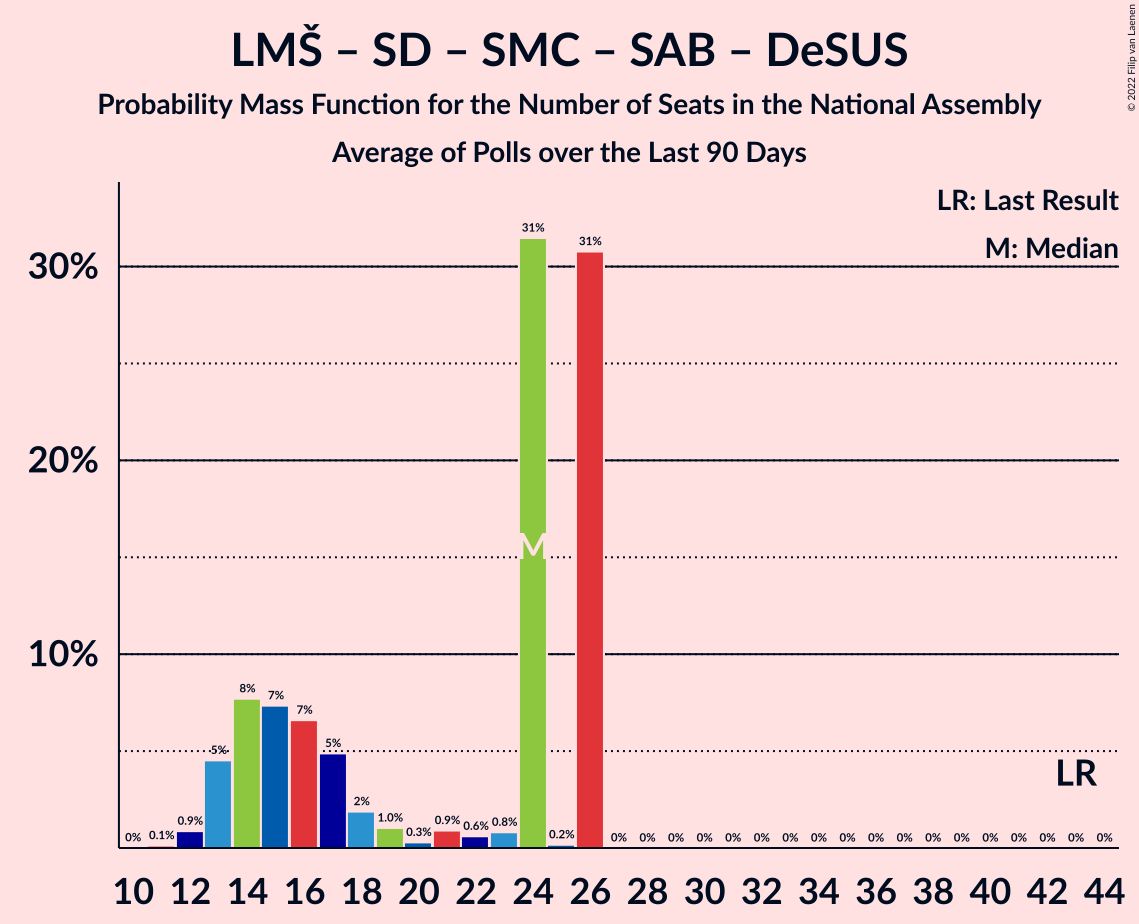 LMŠ – SD – SMC – SAB – DeSUS
Probability Mass Function for the Number of Seats in the National Assembly
Average of Polls over the Last 90 Days
© 2022 Filip van Laenen
LR: Last Result
M: Median
30%
20%
10%
0% 0.1% 0.9% 5% 8% 7% 7% 5% 2% 1.0% 0.3% 0.9% 0.6% 0.8% 31% 0.2% 31% 0% 0% 0% 0% 0% 0% 0% 0% 0% 0% 0% 0% 0% 0% 0% 0% 0% 0%
M
LR
10 12 14 16 18 20 22 24 26 28 30 32 34 36 38 40 42 44